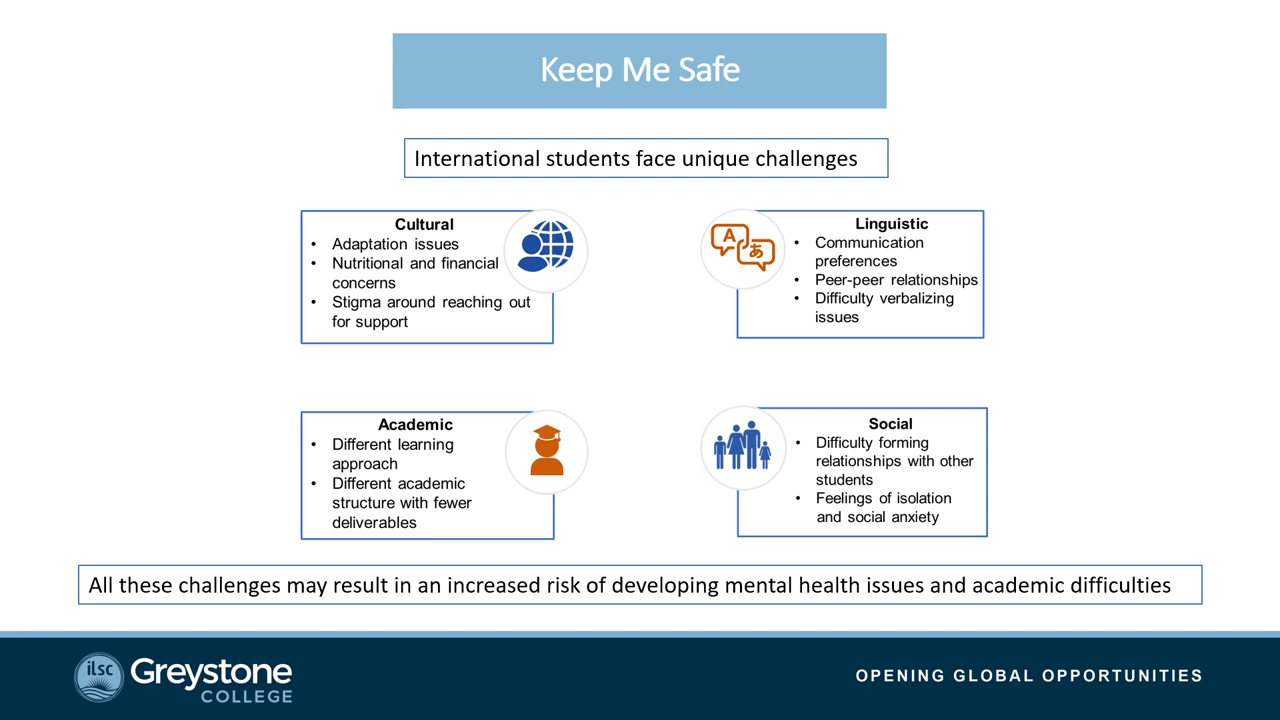 Keep Me Safe
International students face unique challenges
Cultural
• Adaptation issues
• Nutritional and financial
concerns
• Stigma around reaching out
for support
A
あ
Linguistic
• Communication
preferences
• Peer-peer relationships
• Difficulty verbalizing
issues
Academic
• Different learning
approach
• Different academic
structure with fewer
deliverables
Social
• Difficulty forming
relationships with other
students
• Feelings of isolation
and social anxiety
All these challenges may result in an increased risk of developing mental health issues and academic difficulties
ilsc
Greystone
COLLEGE
OPENING GLOBAL OPPORTUNITIES